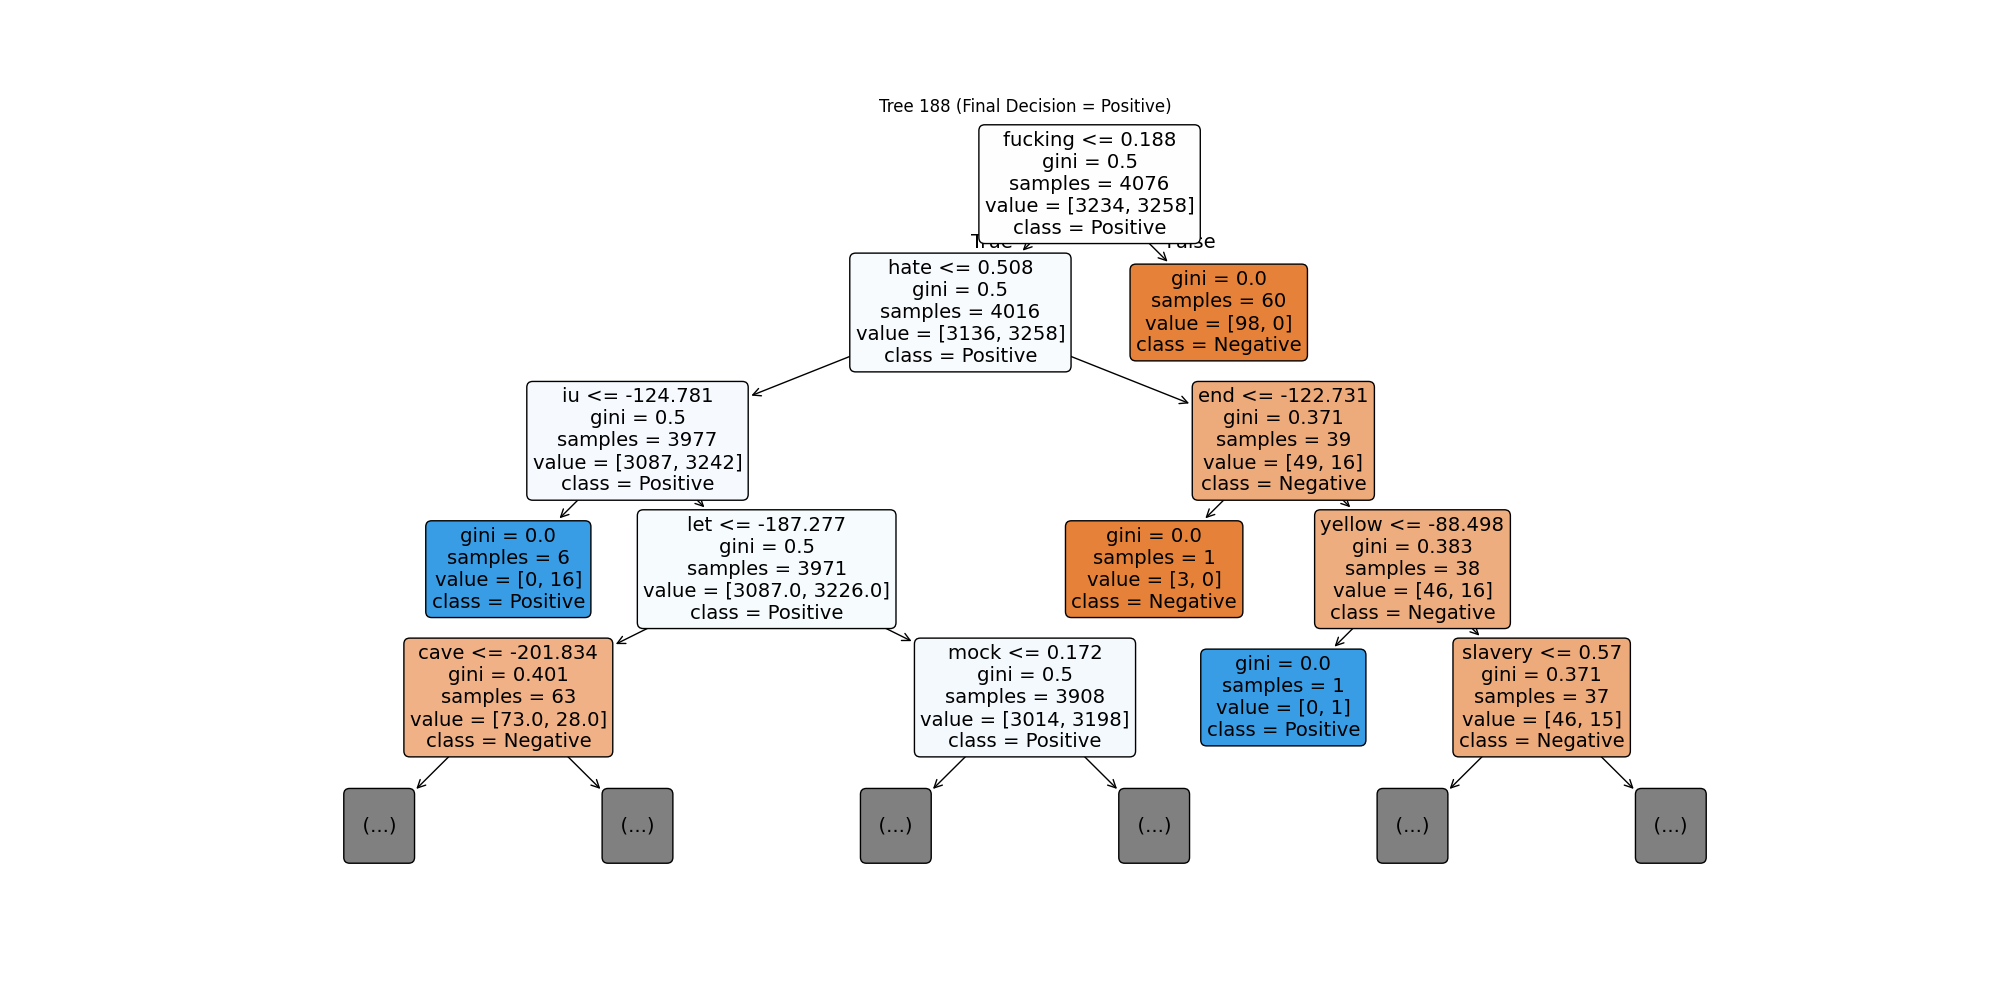 Tree 188 (Final Decision = Positive)
fucking <= 0.188
gini = 0.5
samples = 4076
value = [3234, 3258]
class = Positive
True
False
hate <= 0.508
gini = 0.5
samples = 4016
value = [3136, 3258]
class = Positive
gini = 0.0
samples = 60
value = [98, 0]
class = Negative
iu <= -124.781
gini = 0.5
samples = 3977
value = [3087, 3242]
class = Positive
end <= -122.731
gini = 0.371
samples = 39
value = [49, 16]
class = Negative
gini = 0.0
samples = 6
value = [0, 16]
class = Positive
let <= -187.277
gini = 0.5
samples = 3971
value = [3087.0, 3226.0]
class = Positive
gini = 0.0
samples = 1
value = [3, 0]
class = Negative
yellow <= -88.498
gini = 0.383
samples = 38
value = [46, 16]
class = Negative
cave <= -201.834
gini = 0.401
samples = 63
value = [73.0, 28.0]
class = Negative
mock <= 0.172
gini = 0.5
samples = 3908
value = [3014, 3198]
class = Positive
gini = 0.0
samples = 1
value = [0, 1]
class = Positive
slavery <= 0.57
gini = 0.371
samples = 37
value = [46, 15]
class = Negative
(...)
(...)
(...)
(...)
(...)
(...)